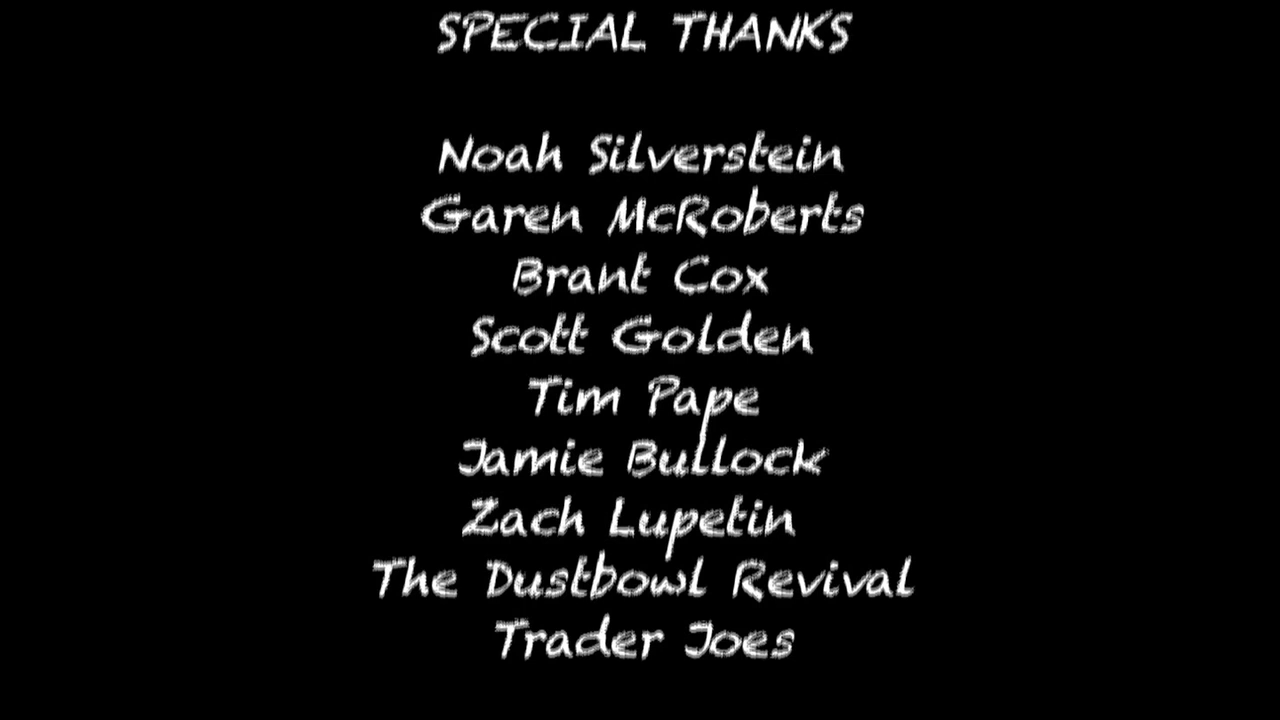 SPECIAL THANKS
Noah Silverstein
Garen McRoberts
Brant Cox
Scott Golden
Tim Pape
Jamie Bullock
Zach Lupetin
The Dustbowl Revival
Trader Joes